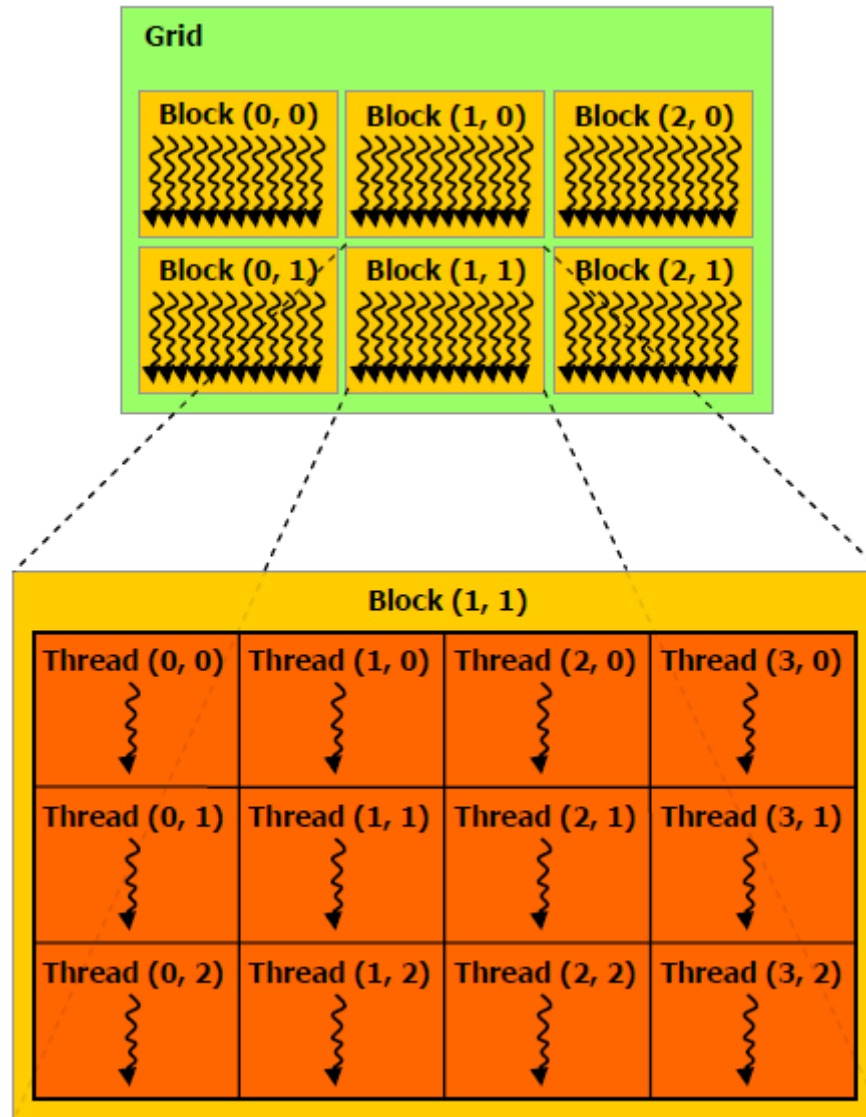 Grid
Block (0, 0) Block (1, 0) Block (2, 0)
Block (0, 1) Block (1, 1) Block (2, 1)
Block (1, 1)
Thread (0, 0) Thread (1, 0) Thread (2, 0) Thread (3, 0)
Thread (0, 1) Thread (1, 1) Thread (2, 1) Thread (3, 1)
Thread (0, 2) Thread (1, 2) Thread (2, 2) Thread (3, 2)